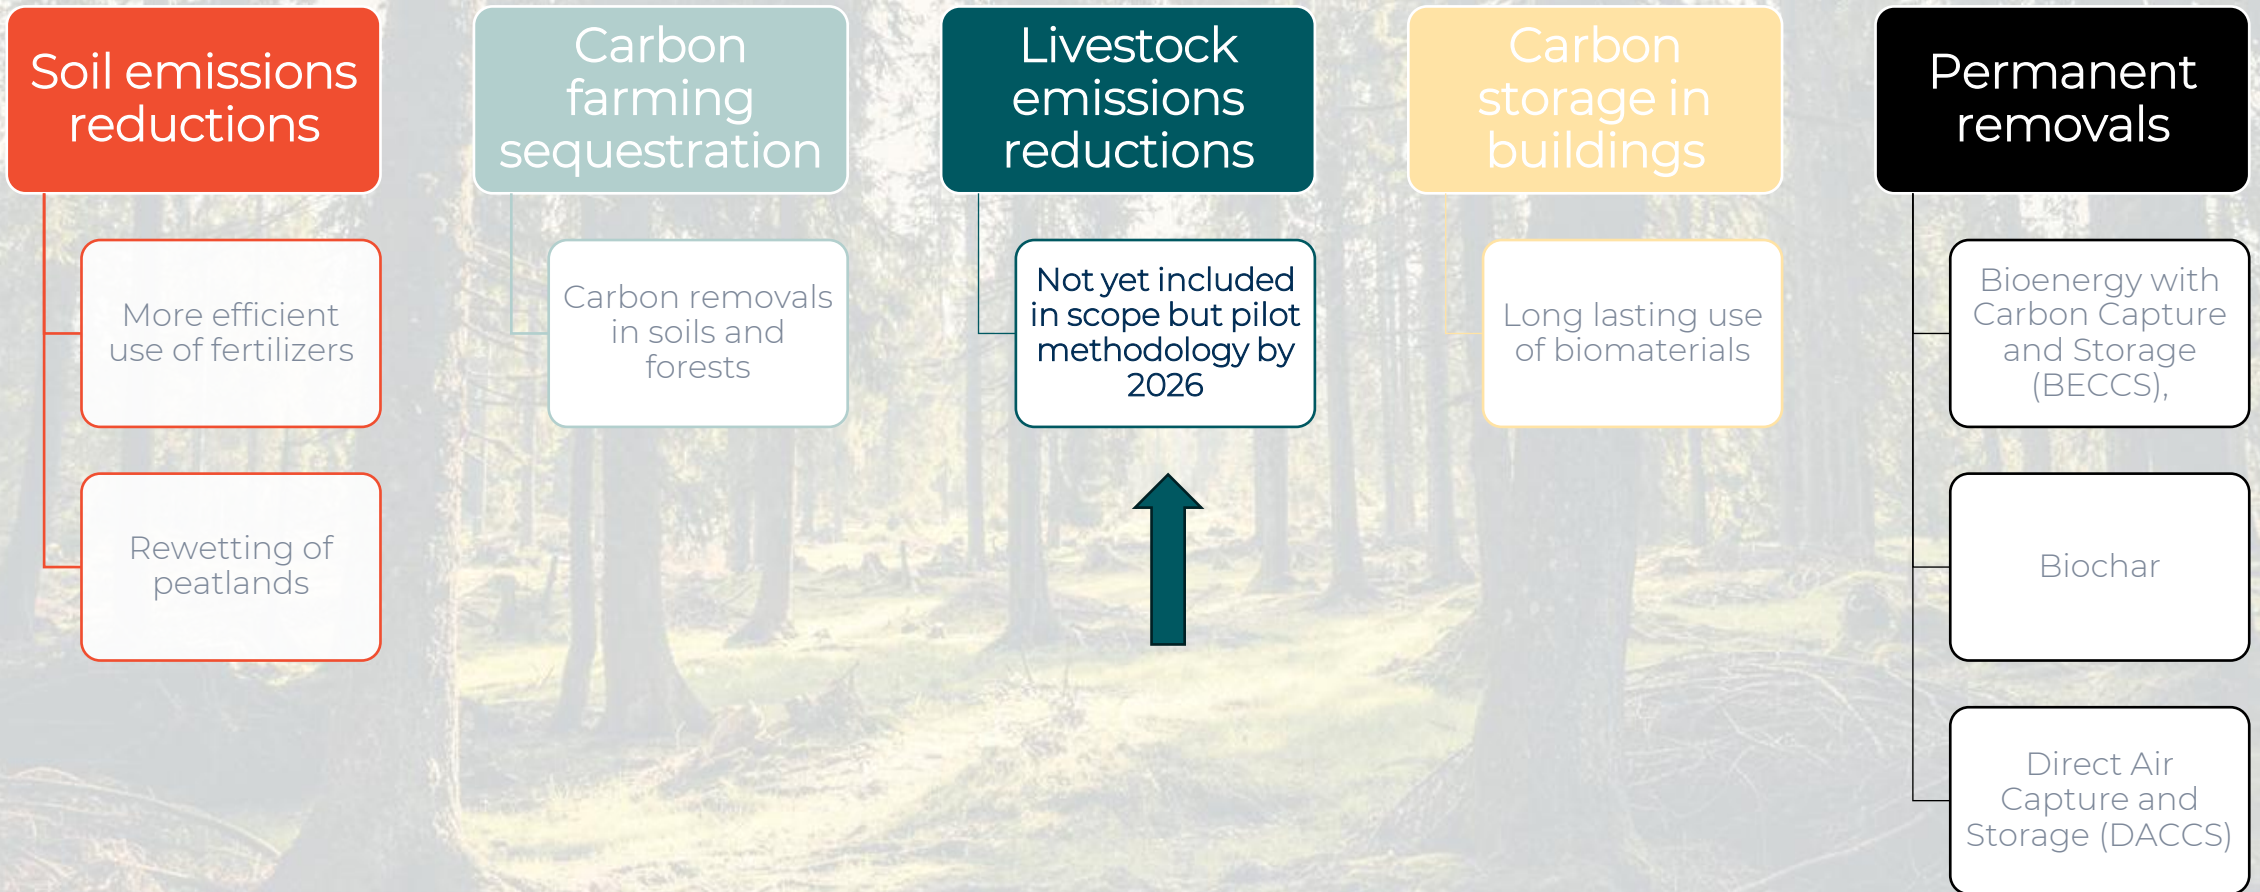 Soil emissions
reductions
More efficient
use of fertilizers
Rewetting of
peatlands
Carbon
farming
sequestration
Carbon removals
in soils and
forests
Livestock
emissions
reductions
Not yet included
in scope but pilot
methodology by
2026
Carbon
storage in
buildings
Long lasting use
of biomaterials
Permanent
removals
Bioenergy with
Carbon Capture
and Storage
(BECCS),
Biochar
Direct Air
Capture and
Storage (DACCS)